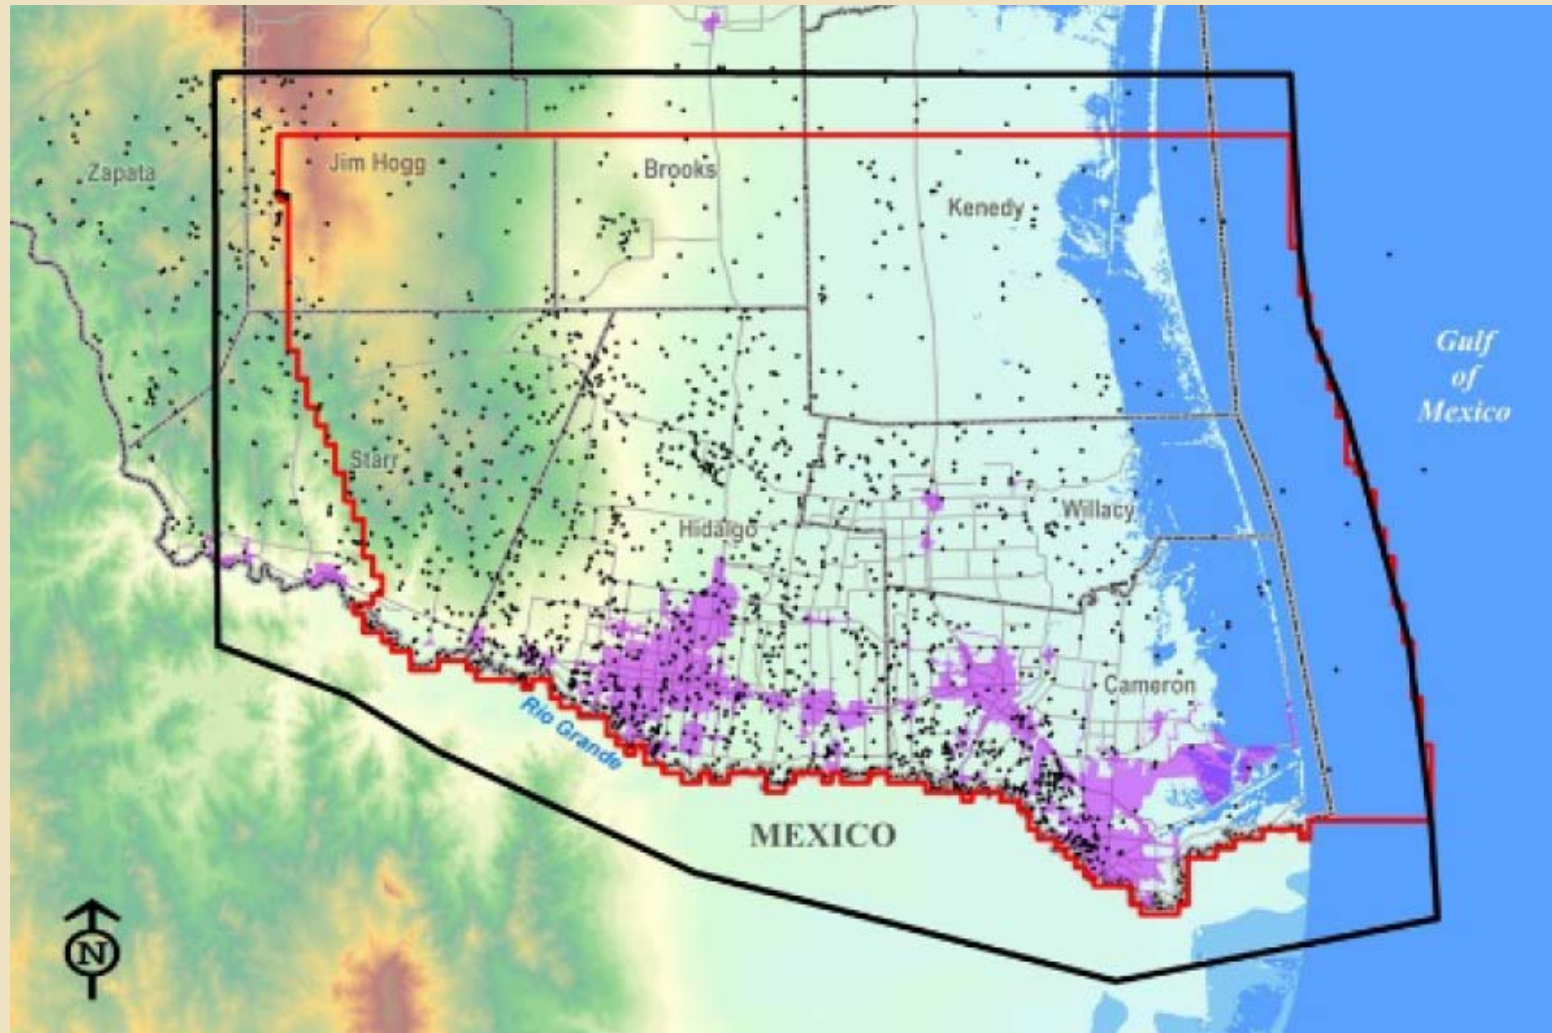 Zapata
Jim Hogg
Brooks
Kenedy
Gulf
of
Mexico
Starr
Hidalgo
Willacy
Cameron
Rio Grande
MEXICO
N